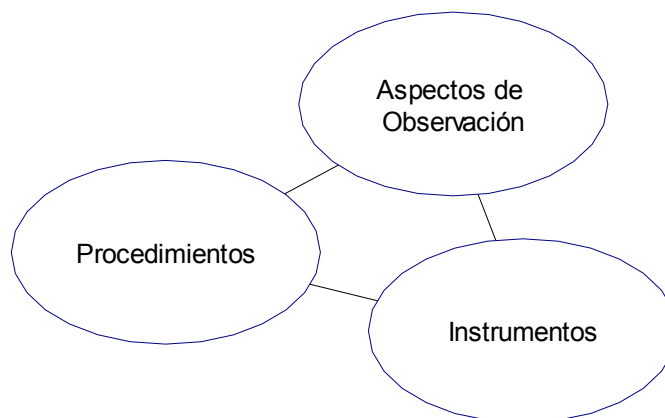 Aspectos de
Observación
Procedimientos
Instrumentos